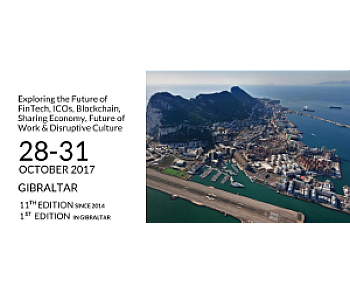 Exploring the Future of
FinTech, ICOs, Blockchain,
Sharing Economy, Future of
Work & Disruptive Culture
28-31
OCTOBER 2017
GIBRALTAR
11TH EDITION SINCE 2014
1ST EDITION IN GIBRALTAR